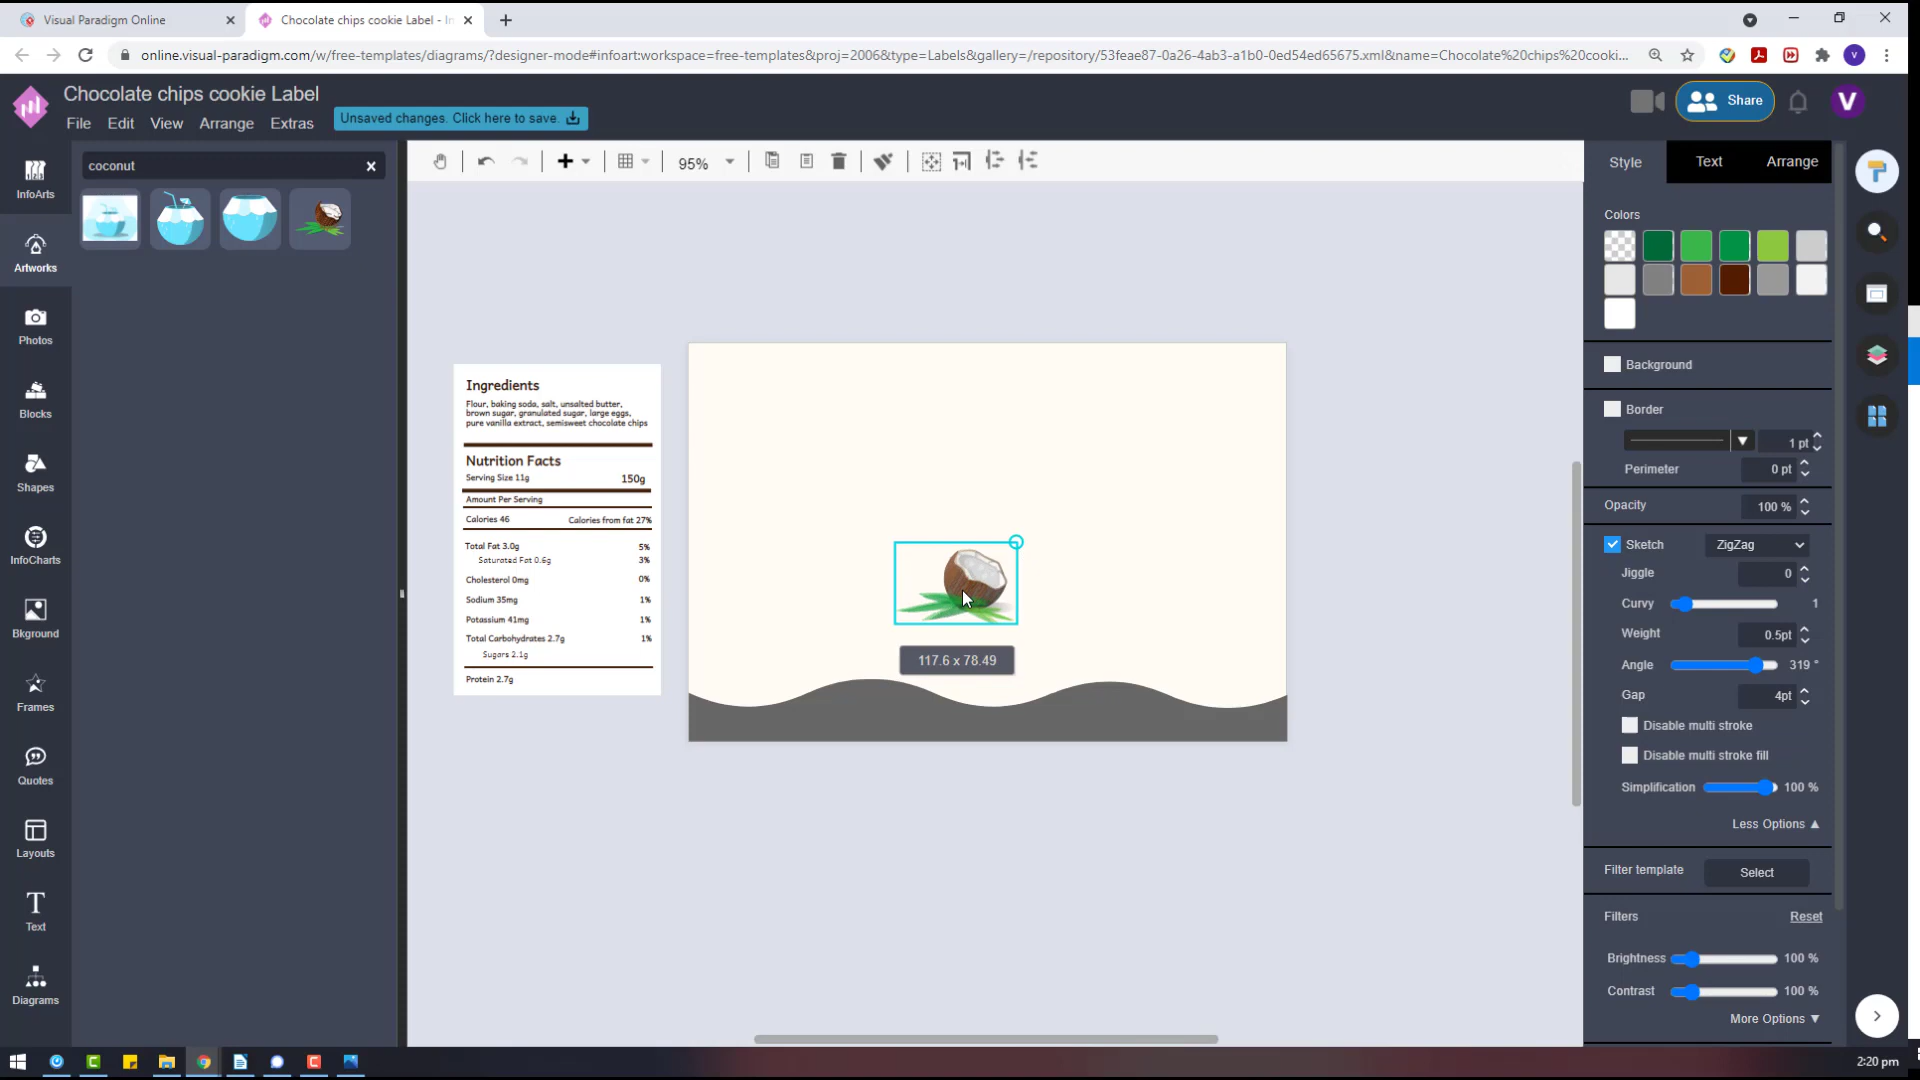 Visual Paradigm Online
Chocolate chips cookie Label - In
online.visual-paradigm.com/w/free-templates/diagrams/?designer-mode#infoart:workspace=free-templates&proj=2006&type=Labels&gallery=/repository/53feae87-0a26-4ab3-a1b0-0ed54ed65675.xml&name=Chocolate%20chips%20cooki...
V
Chocolate chips cookie Label
File Edit View Arrange Extras
Unsaved changes. Click here to save.
Share
V
InfoArts
Artworks
Photos
Blocks
Shapes
InfoCharts
Bkground
Frames
Quotes
Layouts
Text
Diagrams
coconut
95%
Ingredients
Flour, baking soda, salt, unsalted butter,
brown sugar, granulated sugar, large eggs,
pure vanilla extract, semisweet chocolate chips
Nutrition Facts
Serving Size 11g 150g
Amount Per Serving
Calories 46 Calories from fat 27%
Total Fat 3.0g 5%
Saturated Fat 0.6g 3%
Cholesterol 0mg 0%
Sodium 35mg 1%
Potassium 41mg 1%
Total Carbohydrates 2.7g 1%
Sugars 2.1g
Protein 2.7g
117.6 x 78.49
Style Text Arrange
Colors
Background
Border
1 pt
Perimeter 0 pt
Opacity 100 %
Sketch ZigZag
Jiggle 0
Curvy 1
Weight 0.5pt
Angle 319 °
Gap 4pt
Disable multi stroke
Disable multi stroke fill
Simplification 100 %
Less Options
Filter template Select
Filters Reset
Brightness 100 %
Contrast 100 %
More Options
2:20 pm